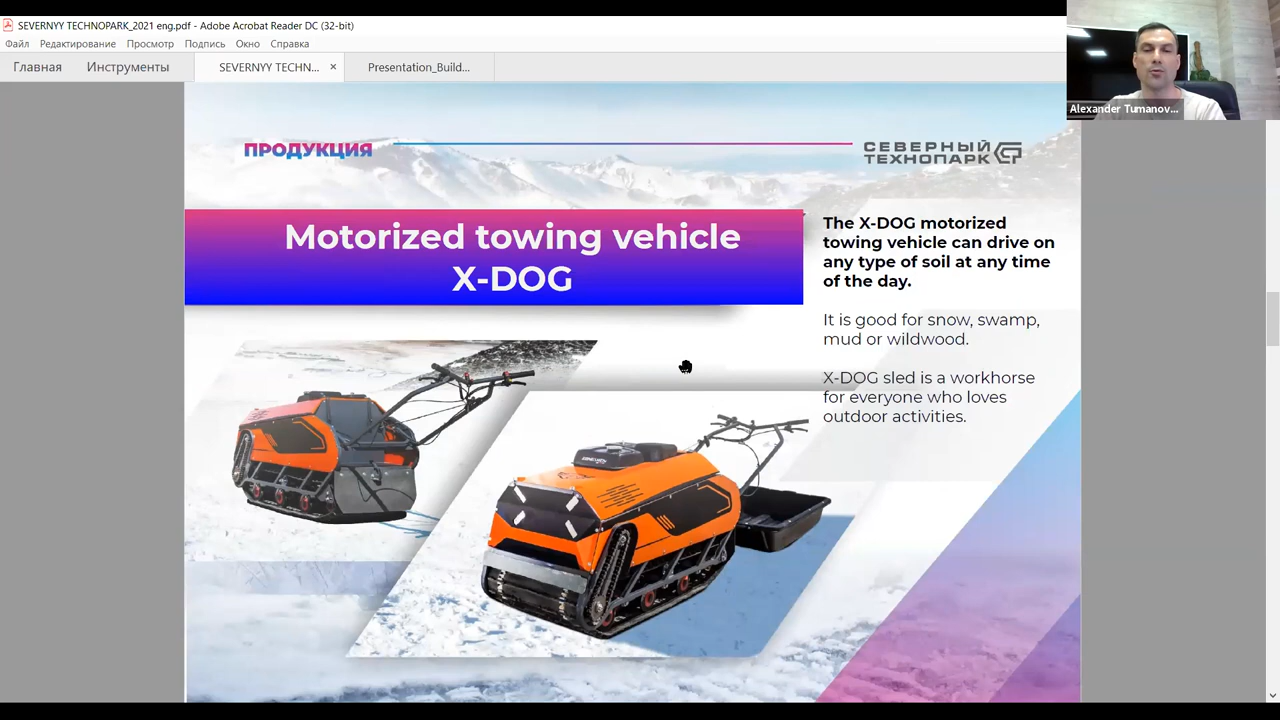 SEVERNYY TECHNOPARK_2021 eng.pdf - Adobe Acrobat Reader DC (32-bit)
Файл Редактирование Просмотр Подпись Окно Справка
Главная Инструменты SEVERNYY TECHN... × Presentation_Build...
Alexander Tumanov...
ПРОДУКЦИЯ
СЕВЕРНЫЙ
ТЕХНОПАРК
Motorized towing vehicle
X-DOG
The X-DOG motorized
towing vehicle can drive on
any type of soil at any time
of the day.
It is good for snow, swamp,
mud or wildwood.
X-DOG sled is a workhorse
for everyone who loves
outdoor activities.